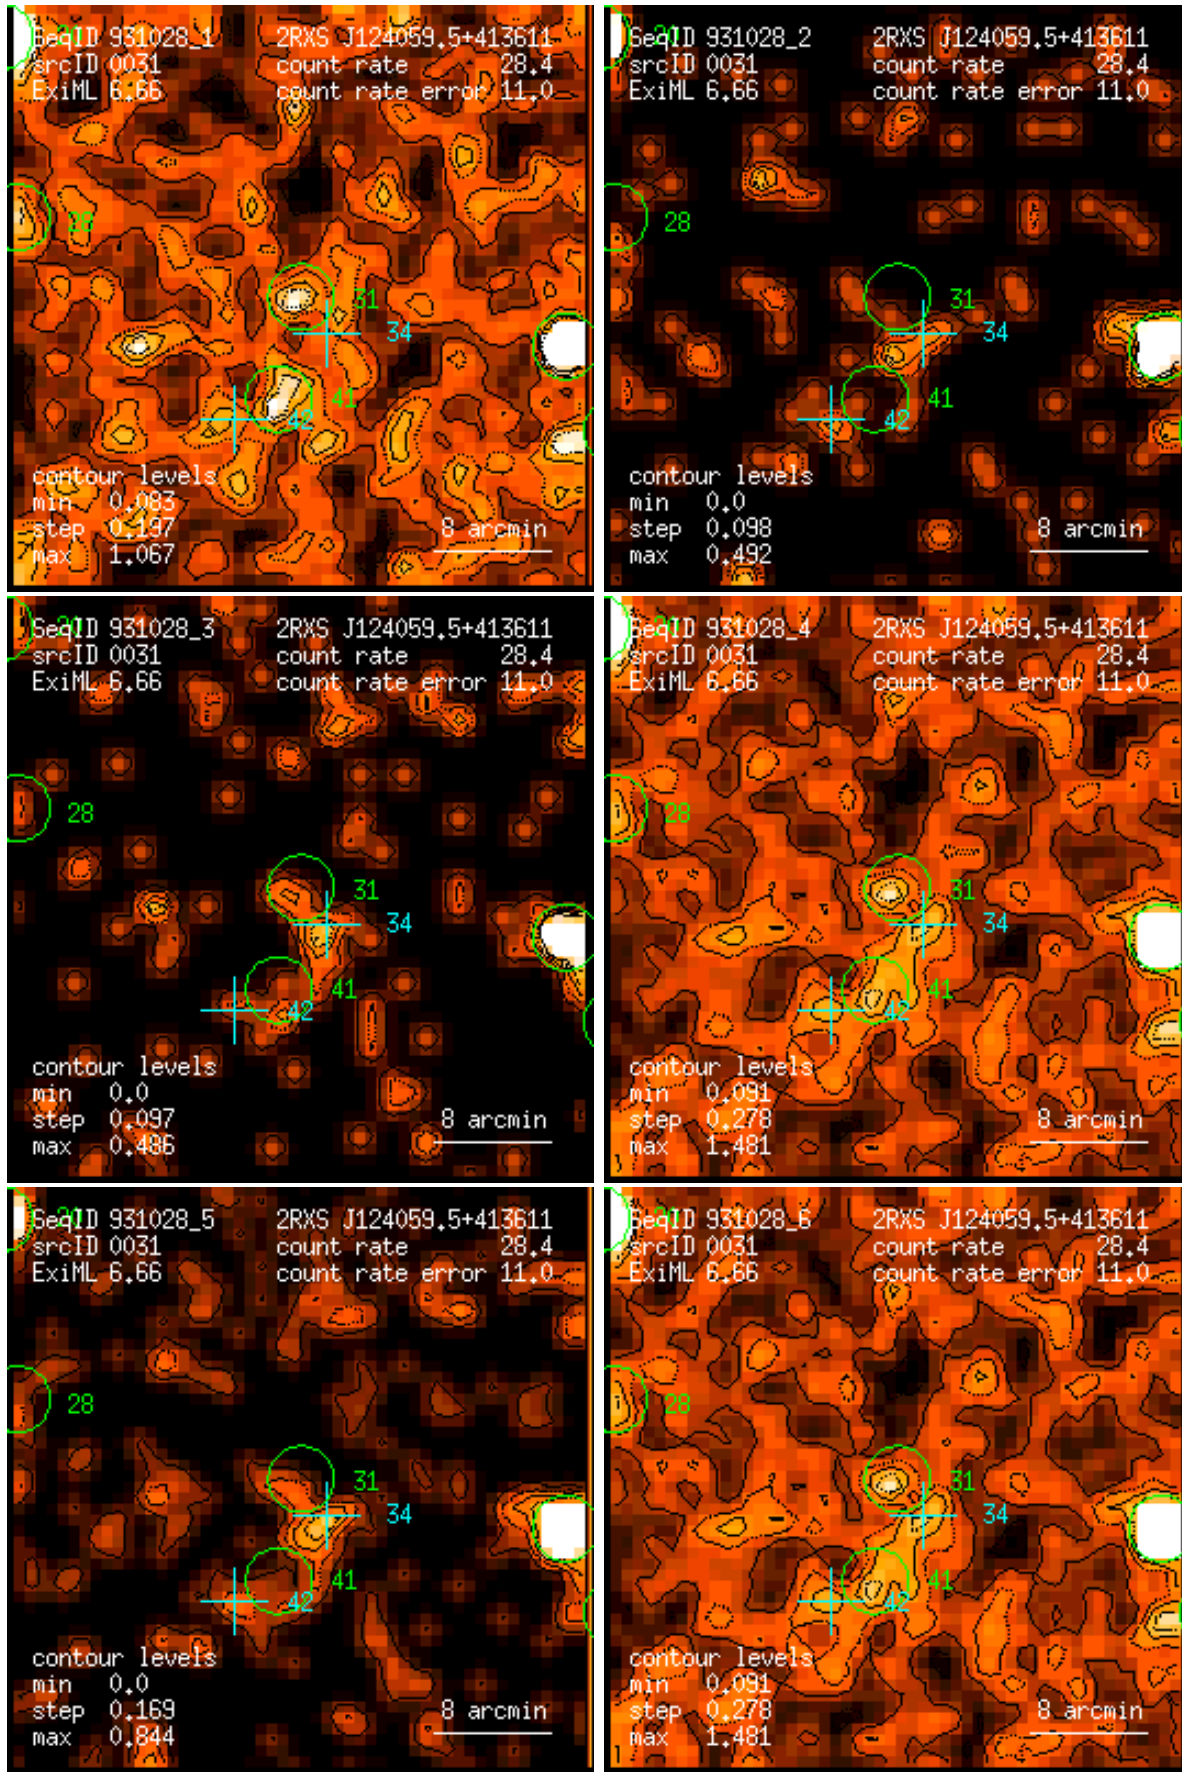 SeqID 931028_1 2RXS J124059.5+413611
srcID 0031 count rate 28.4
ExiML 6.66 count rate error 11.0
28
31
34
41
42
contour levels
min 0.083
step 0.197
max 1.067
8 arcmin
SeqID 931028_2 2RXS J124059.5+413611
srcID 0031 count rate 28.4
ExiML 6.66 count rate error 11.0
28
31
34
41
42
contour levels
min 0.0
step 0.098
max 0.492
8 arcmin
SeqID 931028_3 2RXS J124059.5+413611
srcID 0031 count rate 28.4
ExiML 6.66 count rate error 11.0
28
31
34
41
42
contour levels
min 0.0
step 0.097
max 0.486
8 arcmin
SeqID 931028_4 2RXS J124059.5+413611
srcID 0031 count rate 28.4
ExiML 6.66 count rate error 11.0
28
31
34
41
42
contour levels
min 0.091
step 0.278
max 1.481
8 arcmin
SeqID 931028_5 2RXS J124059.5+413611
srcID 0031 count rate 28.4
ExiML 6.66 count rate error 11.0
28
31
34
41
42
contour levels
min 0.0
step 0.169
max 0.844
8 arcmin
SeqID 931028_6 2RXS J124059.5+413611
srcID 0031 count rate 28.4
ExiML 6.66 count rate error 11.0
28
31
34
41
42
contour levels
min 0.091
step 0.278
max 1.481
8 arcmin